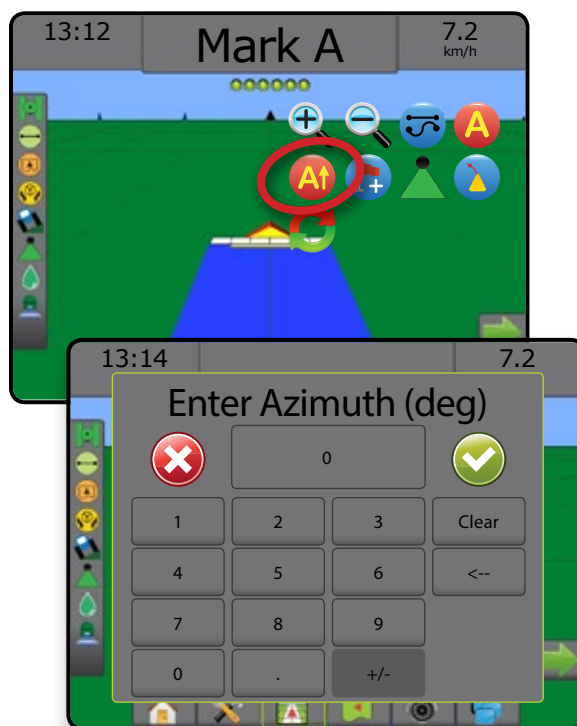 13:12 Mark A 7.2
km/h
A
A
+
13:14 7.2
Enter Azimuth (deg)
0
1 2 3 Clear
4 5 6 <--
7 8 9
0 . +/-